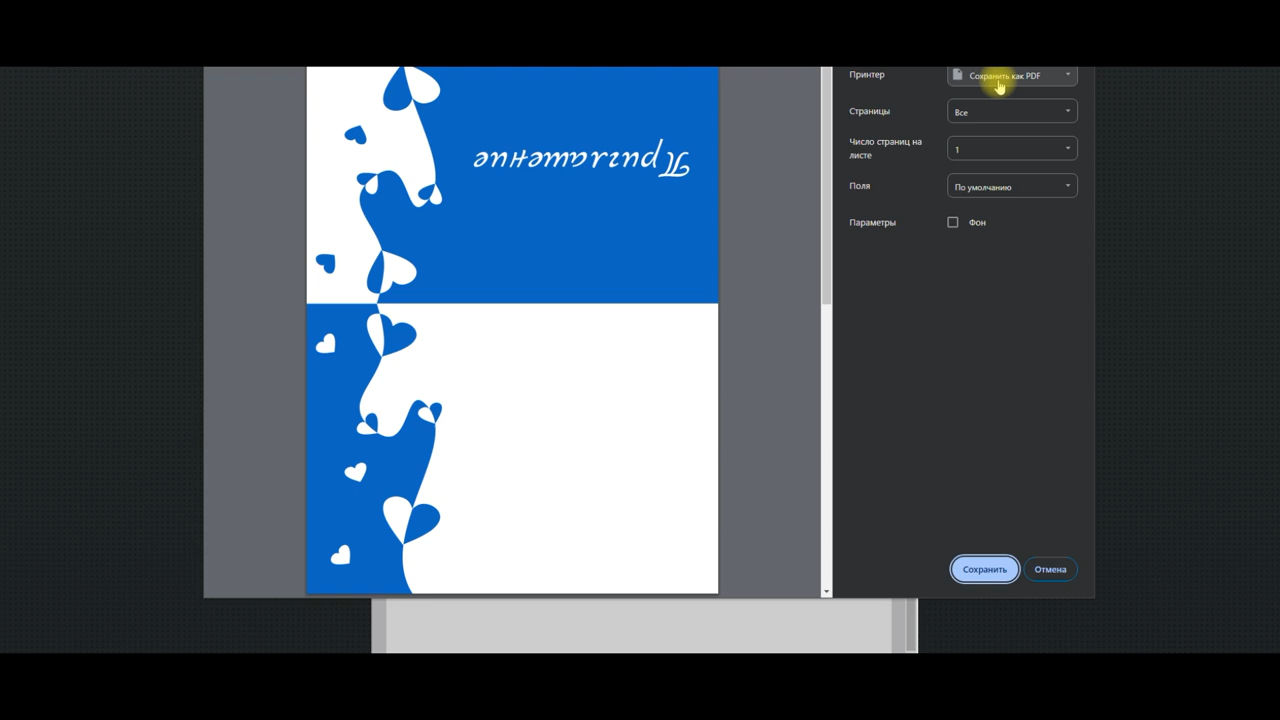 Принтер
Сохранить как PDF
Страницы
Все
Число страниц на
листе
1
Поля
По умолчанию
Параметры
Фон
Приглашение
Сохранить
Отмена